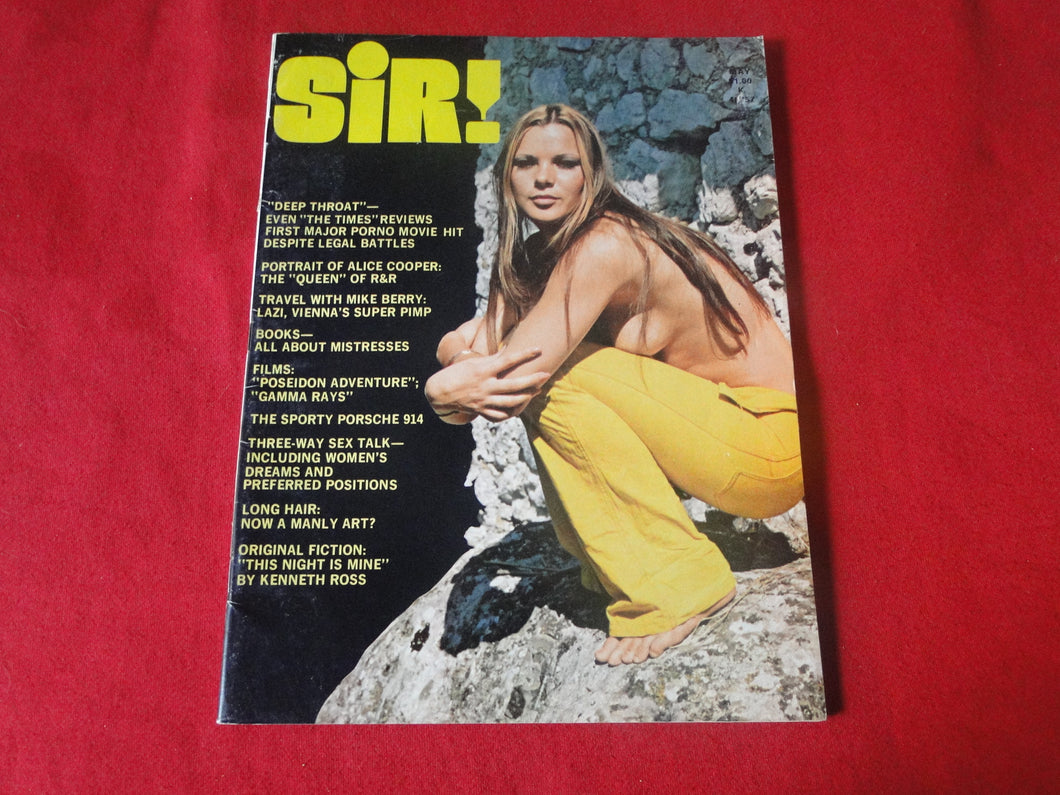 SiR!
MAY
$1.00
K
"DEEP THROAT"—
EVEN "THE TIMES" REVIEWS
FIRST MAJOR PORNO MOVIE HIT
DESPITE LEGAL BATTLES
PORTRAIT OF ALICE COOPER:
THE "QUEEN" OF R&R
TRAVEL WITH MIKE BERRY:
LAZI, VIENNA'S SUPER PIMP
BOOKS—
ALL ABOUT MISTRESSES
FILMS:
"POSEIDON ADVENTURE";
"GAMMA RAYS"
THE SPORTY PORSCHE 914
THREE-WAY SEX TALK—
INCLUDING WOMEN'S
DREAMS AND
PREFERRED POSITIONS
LONG HAIR:
NOW A MANLY ART?
ORIGINAL FICTION:
"THIS NIGHT IS MINE"
BY KENNETH ROSS